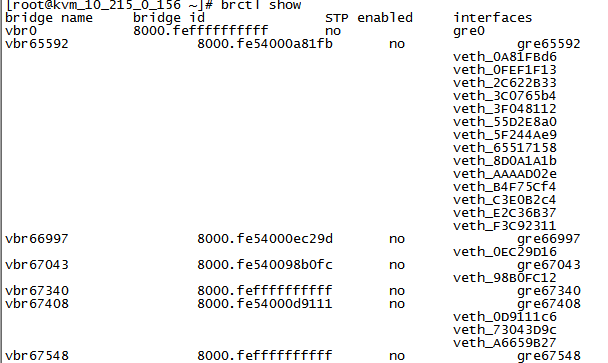 [root@kvm_10_215_0_156 ~]# brctl show
bridge name bridge id STP enabled interfaces
vbr0 8000.feffffffffff no gre0
vbr65592 8000.fe54000a81fb no gre65592
veth_0A81FBd6
veth_0FEF1F13
veth_2C622B33
veth_3C0765b4
veth_3F048112
veth_55D2E8a0
veth_5F244Ae9
veth_65517158
veth_8D0A1A1b
veth_AAAAD02e
veth_B4F75Cf4
veth_C3E0B2c4
veth_E2C36B37
veth_F3C92311
vbr66997 8000.fe54000ec29d no gre66997
veth_0EC29D16
vbr67043 8000.fe540098b0fc no gre67043
veth_98B0FC12
vbr67340 8000.feffffffffff no gre67340
vbr67408 8000.fe54000d9111 no gre67408
veth_0D9111c6
veth_73043D9c
veth_A6659B27
vbr67548 8000.feffffffffff no gre67548